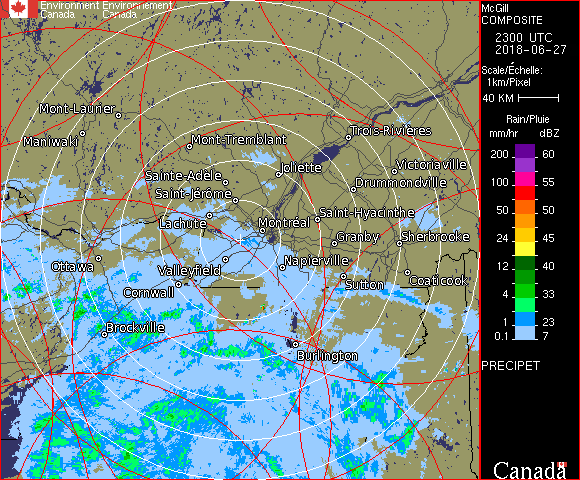 Environment Environnement
Canada Canada
McGill
COMPOSITE
2300 UTC
2018-06-27
Scale/Échelle:
1km/Pixel
40 KM
Rain/Pluie
mm/hr dBZ
200 60
100 55
50 50
24 45
12 40
8 33
4 33
1 23
0.1 7
PRECIPET
Canada
Mont-Laurier
Maniwaki
Mont-Tremblant
Trois-Rivières
Joliette
Victoriaville
Sainte-Adèle
Drummondville
Saint-Jérôme
Saint-Hyacinthe
Lachute
Montréal
Granby
Sherbrooke
Ottawa
Valleyfield
Napierville
Cornwall
Sutton
Coaticook
Brockville
Burlington